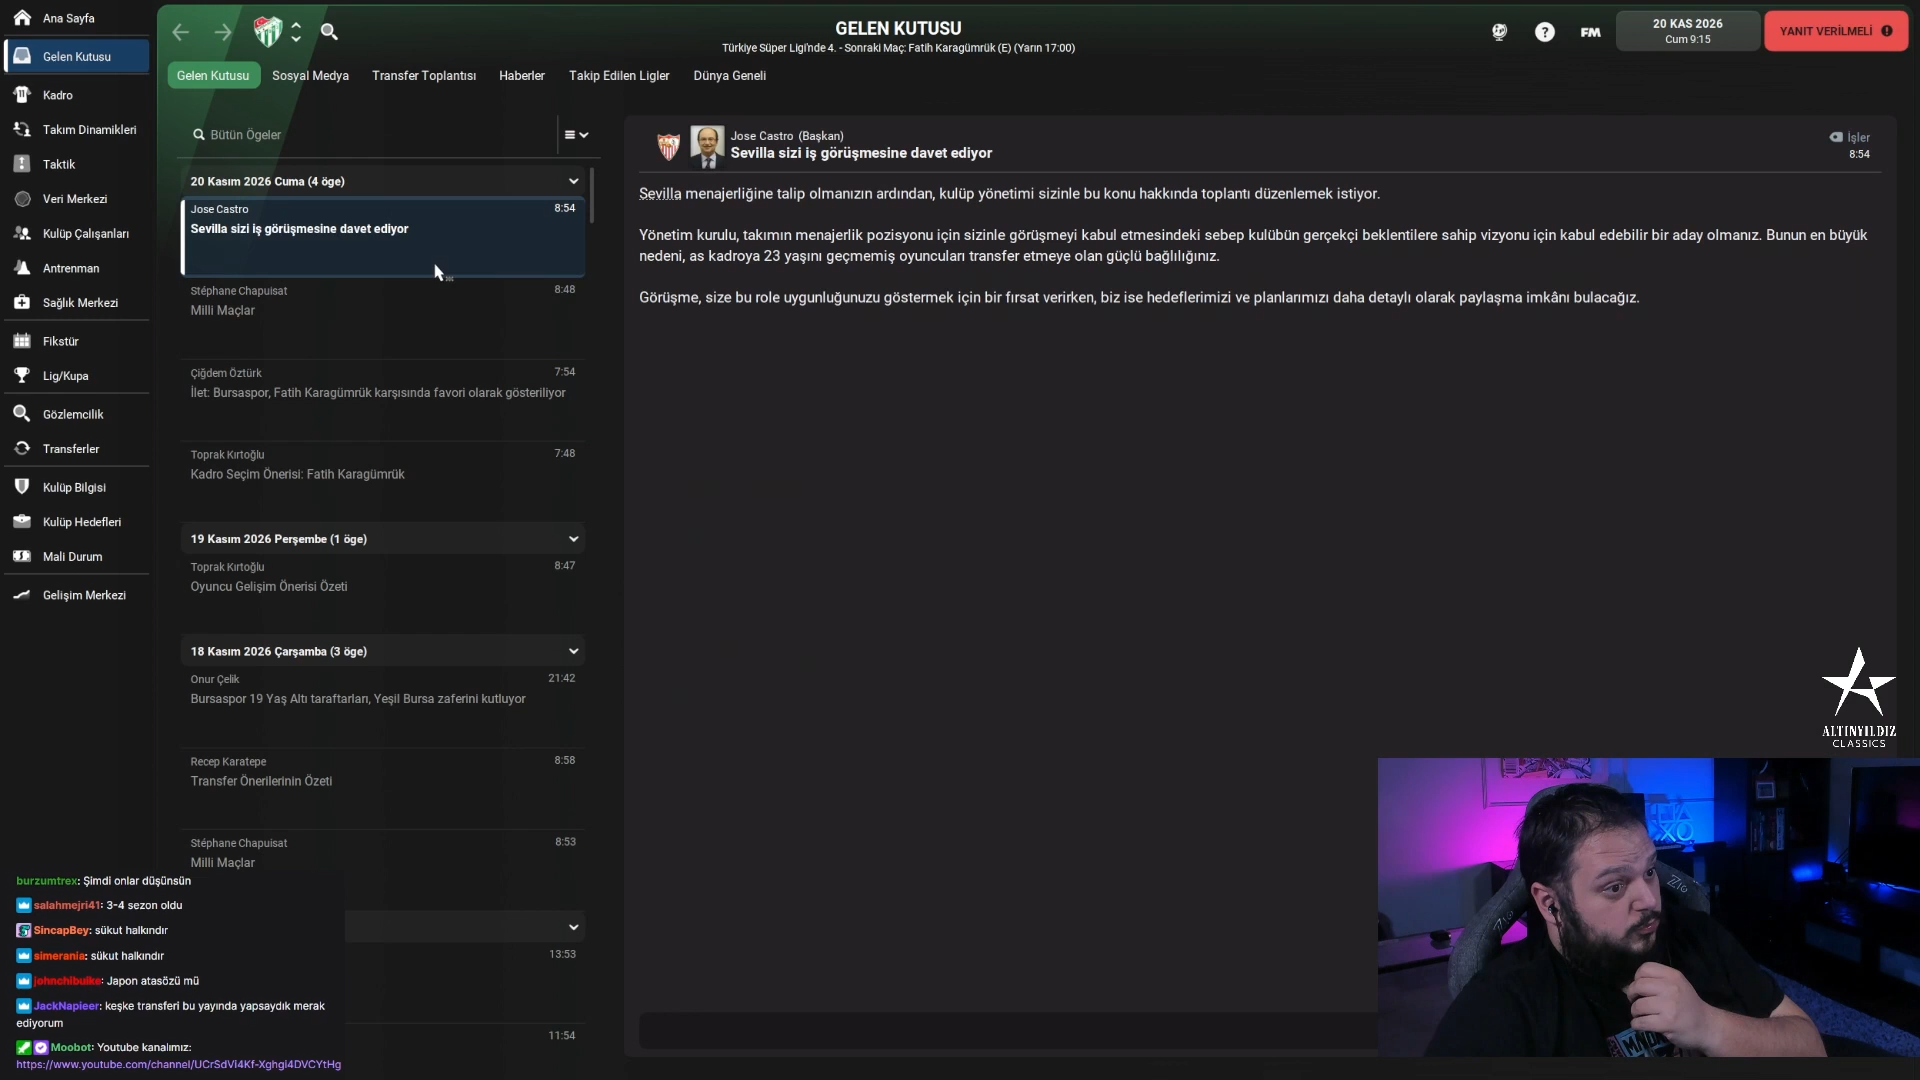 Ana Sayfa
Gelen Kutusu
Kadro
Takım Dinamikleri
Taktik
Veri Merkezi
Kulüp Çalışanları
Antrenman
Sağlık Merkezi
Fikstür
Lig/Kupa
Gözlemcilik
Transferler
Kulüp Bilgisi
Kulüp Hedefleri
Mali Durum
Gelişim Merkezi
GELEN KUTUSU
Türkiye Süper Ligi'nde 4. - Sonraki Maç: Fatih Karagümrük (E) (Yarın 17:00)
FM
20 KAS 2026
Cum 9:15
YANIT VERİLMELİ
Gelen Kutusu Sosyal Medya Transfer Toplantısı Haberler Takip Edilen Ligler Dünya Geneli
Bütün Ögeler
20 Kasım 2026 Cuma (4 öge)
Jose Castro 8:54
Sevilla sizi iş görüşmesine davet ediyor
Stéphane Chapuisat 8:48
Milli Maçlar
Çiğdem Öztürk 7:54
İlet: Bursaspor, Fatih Karagümrük karşısında favori olarak gösteriliyor
Toprak Kırtoğlu 7:48
Kadro Seçim Önerisi: Fatih Karagümrük
19 Kasım 2026 Perşembe (1 öge)
Toprak Kırtoğlu 8:47
Oyuncu Gelişim Önerisi Özeti
18 Kasım 2026 Çarşamba (3 öge)
Onur Çelik 21:42
Bursaspor 19 Yaş Altı taraftarları, Yeşil Bursa zaferini kutluyor
Recep Karatepe 8:58
Transfer Önerilerinin Özeti
Stéphane Chapuisat 8:53
Milli Maçlar
13:53
11:54
Jose Castro (Başkan)
Sevilla sizi iş görüşmesine davet ediyor
İşler
8:54
Sevilla menajerliğine talip olmanızın ardından, kulüp yönetimi sizinle bu konu hakkında toplantı düzenlemek istiyor.
Yönetim kurulu, takımın menajerlik pozisyonu için sizinle görüşmeyi kabul etmesindeki sebep kulübün gerçekçi beklentilere sahip vizyonu için kabul edebilir bir aday olmanız. Bunun en büyük
nedeni, as kadroya 23 yaşını geçmemiş oyuncuları transfer etmeye olan güçlü bağlılığınız.
Görüşme, size bu role uygunluğunuzu göstermek için bir fırsat verirken, biz ise hedeflerimizi ve planlarımızı daha detaylı olarak paylaşma imkânı bulacağız.
ALTINYILDIZ
CLASSICS
burzumtrex: Şimdi onlar düşünsün
salahmejri41: 3-4 sezon oldu
SincapBey: sükut halkındır
simerania: sükut halkındır
johnchibuike: Japon atasözü mü
JackNapieer: keşke transferi bu yayında yapsaydık merak
ediyorum
Moobot: Youtube kanalımız:
https://www.youtube.com/channel/UCrSdVi4Kf-Xghgi4DVCYtHg